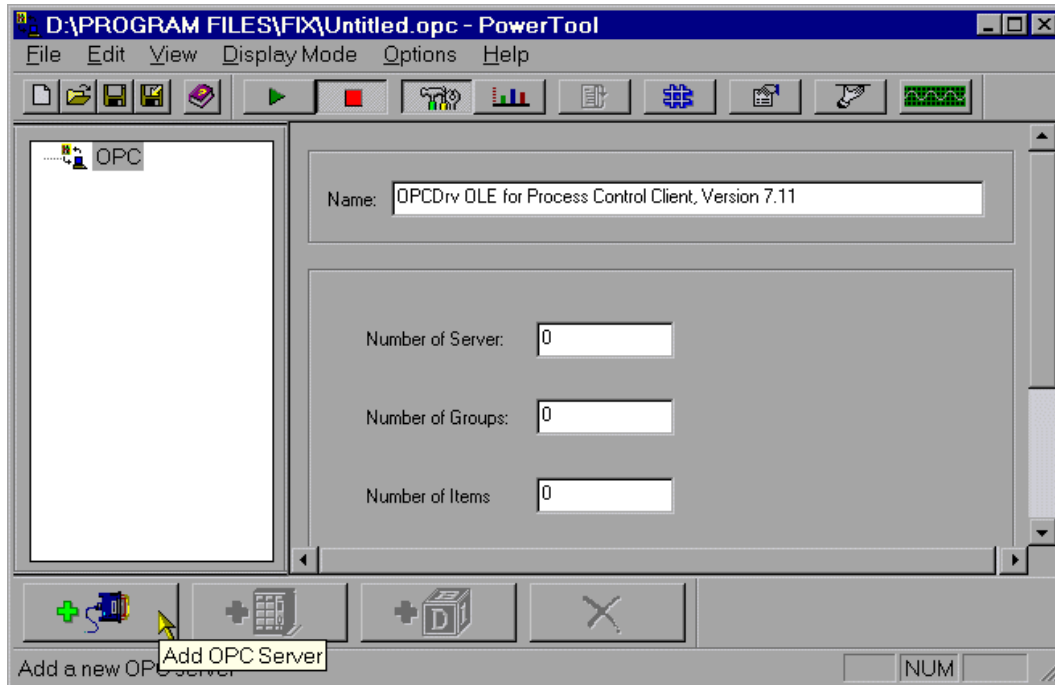 D:\PROGRAM FILES\FIX\Untitled.opc - PowerTool
File Edit View Display Mode Options Help
OPC
Name: OPCDrv OLE for Process Control Client, Version 7.11
Number of Server: 0
Number of Groups: 0
Number of Items 0
D
Add OPC Server
Add a new OPC server
NUM